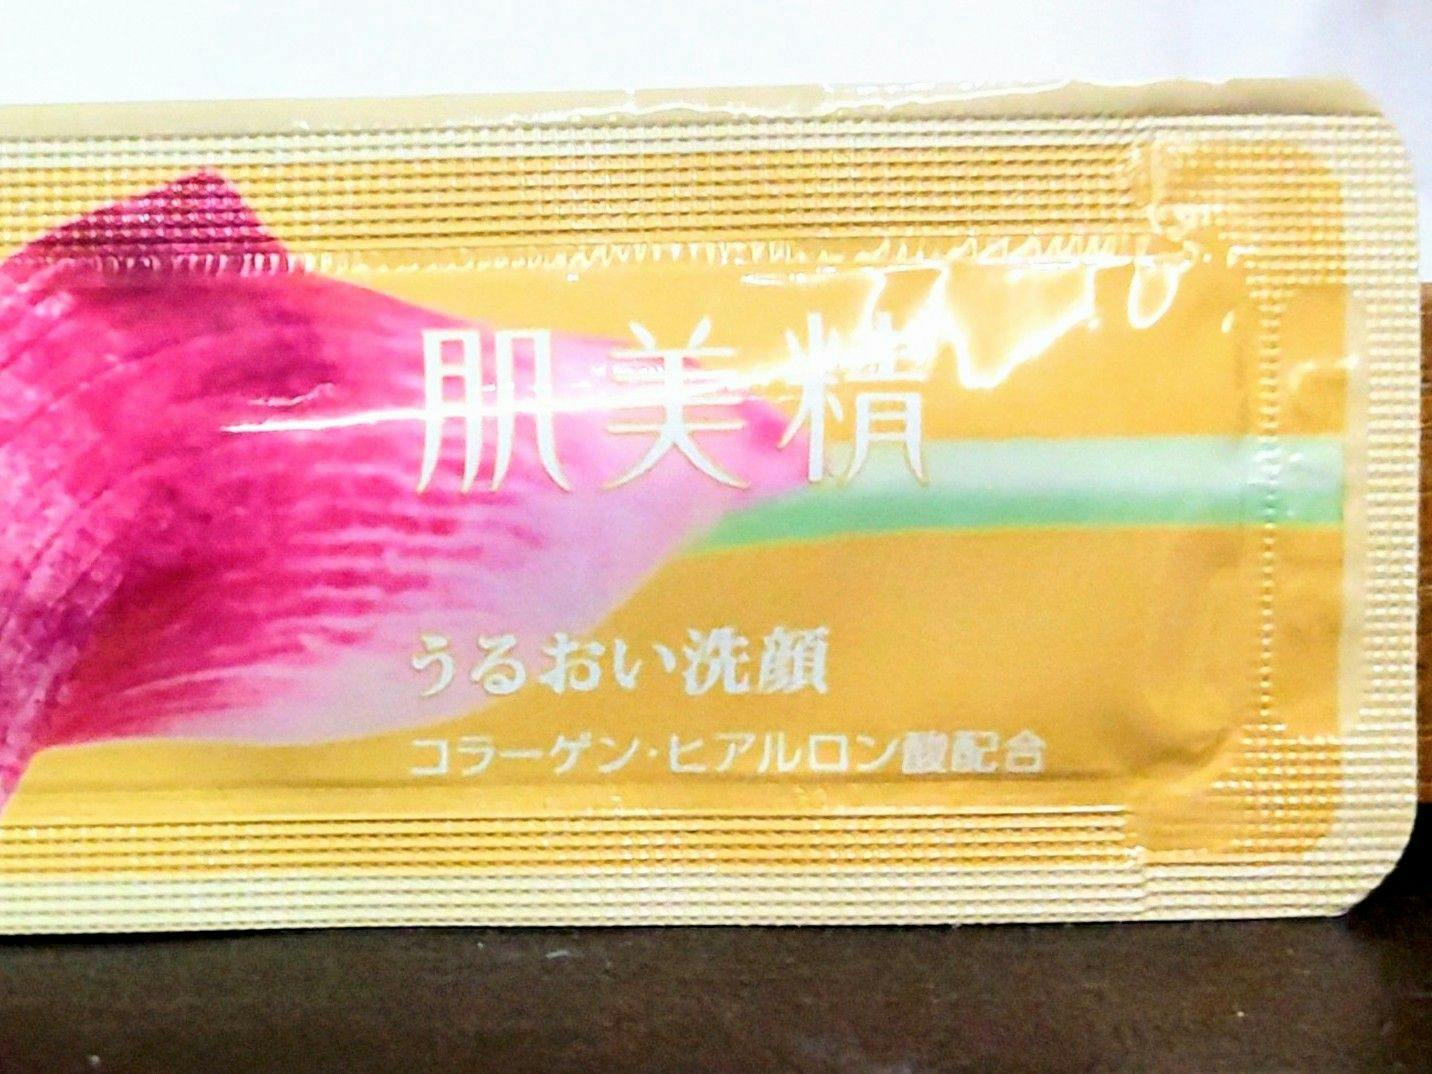 肌美精
うるおい洗顔
コラーゲン・ヒアルロン酸配合